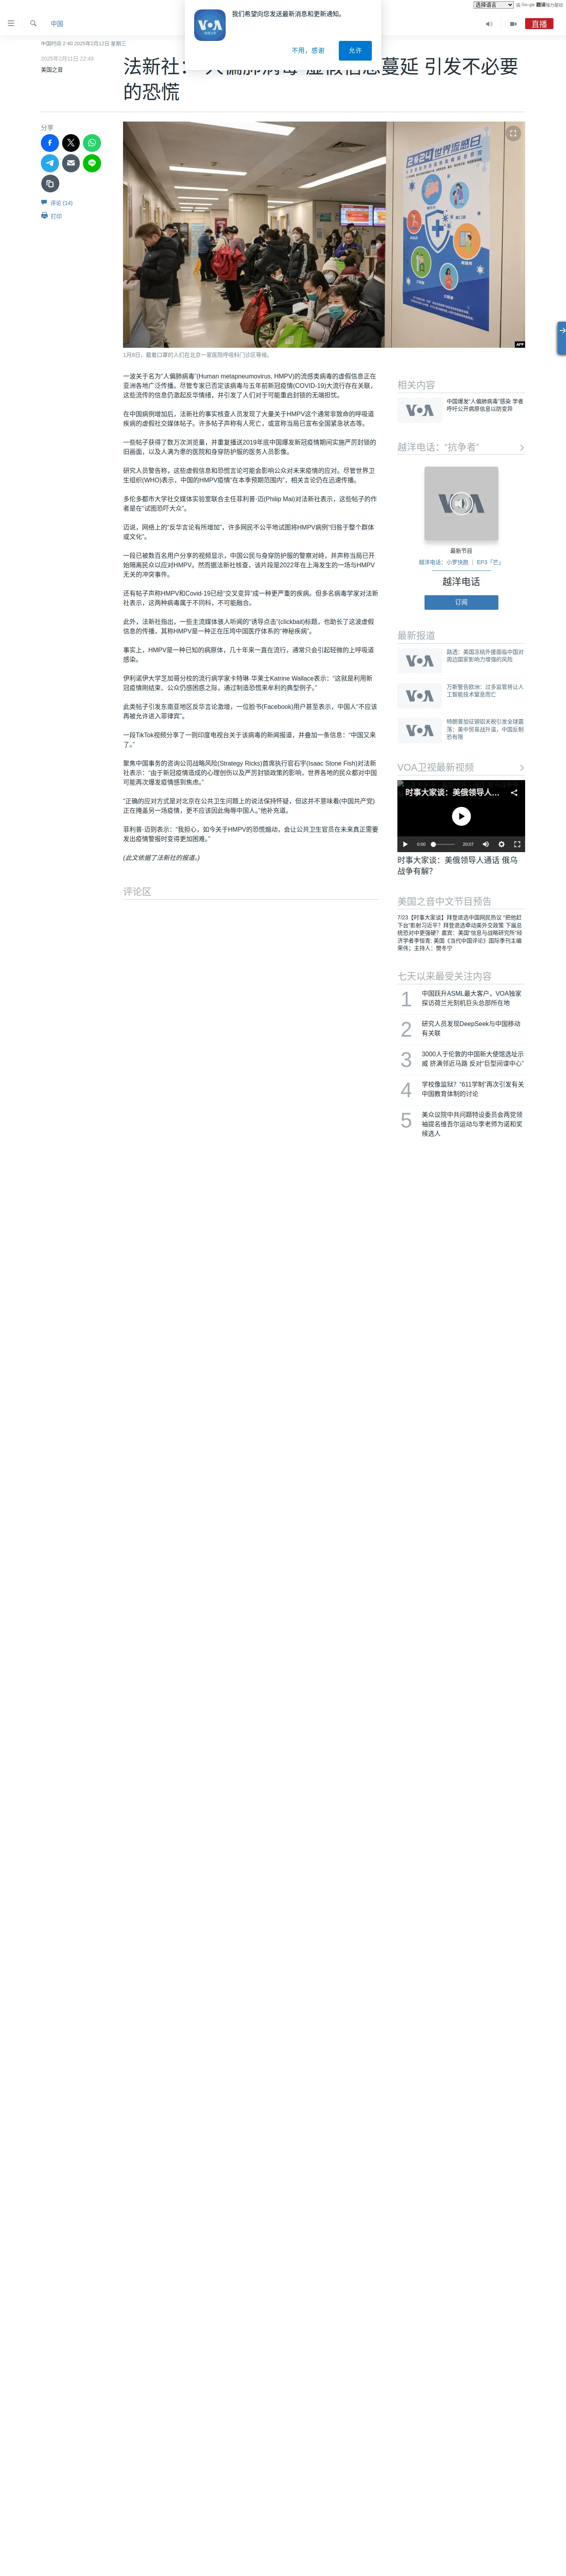 选择语言
由 Google 翻译强力驱动
我们希望向您发送最新消息和更新通知。
不用，感谢
允许
中国
直播
中国时间 2:40 2025年2月12日 星期三
2025年2月11日 22:49
美国之音
蔓延 引发不必要
的恐慌
分享
评论 (14)
打印
2024世界流感日
AFP
1月8日，戴着口罩的人们在北京一家医院呼吸科门诊区等候。
一波关于名为“人偏肺病毒”(Human metapneumovirus, HMPV)的流感类病毒的虚假信息正在
亚洲各地广泛传播。尽管专家已否定该病毒与五年前新冠疫情(COVID-19)大流行存在关联，
这些流传的信息仍激起反华情绪，并引发了人们对于可能重启封锁的无端担忧。
在中国病例增加后，法新社的事实核查人员发现了大量关于HMPV这个通常非致命的呼吸道
疾病的虚假社交媒体帖子。许多帖子声称有人死亡，或宣称当局已宣布全国紧急状态等。
一些帖子获得了数万次浏览量，并重复播送2019年底中国爆发新冠疫情期间实施严厉封锁的
旧画面，以及人满为患的医院和身穿防护服的医务人员影像。
研究人员警告称，这些虚假信息和恐慌言论可能会影响公众对未来疫情的应对。尽管世界卫
生组织(WHO)表示，中国的HMPV疫情“在本季预期范围内”，相关言论仍在迅速传播。
多伦多都市大学社交媒体实验室联合主任菲利普·迈(Philip Mai)对法新社表示，这些帖子的作
者是在“试图恐吓大众”。
迈说，网络上的“反华言论有所增加”，许多网民不公平地试图将HMPV病例“归咎于整个群体
或文化”。
一段已被数百名用户分享的视频显示，中国公民与身穿防护服的警察对峙，并声称当局已开
始隔离民众以应对HMPV。然而据法新社核查，该片段是2022年在上海发生的一场与HMPV
无关的冲突事件。
还有帖子声称HMPV和Covid-19已经“交叉变异”成一种更严重的疾病。但多名病毒学家对法新
社表示，这两种病毒属于不同科，不可能融合。
此外，法新社指出，一些主流媒体骇人听闻的“诱导点击”(clickbait)标题，也助长了这波虚假
信息的传播，其称HMPV是一种正在压垮中国医疗体系的“神秘疾病”。
事实上，HMPV是一种已知的病原体，几十年来一直在流行，通常只会引起轻微的上呼吸道
感染。
伊利诺伊大学芝加哥分校的流行病学家卡特琳·华莱士Katrine Wallace表示：“这就是利用新
冠疫情刚结束、公众仍感困惑之际，通过制造恐慌来牟利的典型例子。”
此类帖子引发东南亚地区反华言论激增，一位脸书(Facebook)用户甚至表示，中国人“不应该
再被允许进入菲律宾”。
一段TikTok视频分享了一则印度电视台关于该病毒的新闻报道，并叠加一条信息：“中国又来
了。”
聚焦中国事务的咨询公司战略风险(Strategy Ricks)首席执行官石宇(Isaac Stone Fish)对法新
社表示：“由于新冠疫情造成的心理创伤以及严厉封锁政策的影响，世界各地的民众都对中国
可能再次爆发疫情感到焦虑。”
“正确的应对方式是对北京在公共卫生问题上的说法保持怀疑，但这并不意味着(中国共产党)
正在掩盖另一场疫情，更不应该因此侮辱中国人。”他补充道。
菲利普·迈则表示：“我担心，如今关于HMPV的恐慌煽动，会让公共卫生官员在未来真正需要
发出疫情警报时变得更加困难。”
(此文依据了法新社的报道。)
评论区
相关内容
中国爆发“人偏肺病毒”感染 学者
呼吁公开病原信息以防变异
越洋电话：“抗争者”
最新节目
越洋电话：小梦快跑 ｜ EP3「芒」
越洋电话
订阅
最新报道
路透：美国冻结外援面临中国对
周边国家影响力增强的风险
万斯警告欧洲：过多监管将让人
工智能技术窒息而亡
特朗普加征钢铝关税引发全球震
荡；美中贸易战升温，中国反制
恐有限
VOA卫视最新视频
时事大家谈：美俄领导人...
0:00
20:07
时事大家谈：美俄领导人通话 俄乌
战争有解？
美国之音中文节目预告
7/23【时事大家谈】拜登退选中国网民热议 “把他赶
下台”影射习近平？拜登退选牵动美外交政策 下届总
统恐对中更强硬？嘉宾：美国“信息与战略研究所”经
济学者李恒青; 美国《当代中国评论》国际季刊主编
荣伟；主持人：樊冬宁
七天以来最受关注内容
1 中国跃升ASML最大客户，VOA独家
探访荷兰光刻机巨头总部所在地
2 研究人员发现DeepSeek与中国移动
有关联
3 3000人于伦敦的中国新大使馆选址示
威 挤满邻近马路 反对“巨型间谍中心”
4 学校像监狱？“611学制”再次引发有关
中国教育体制的讨论
5 美众议院中共问题特设委员会两党领
袖提名维吾尔运动与李老师为诺和奖
候选人